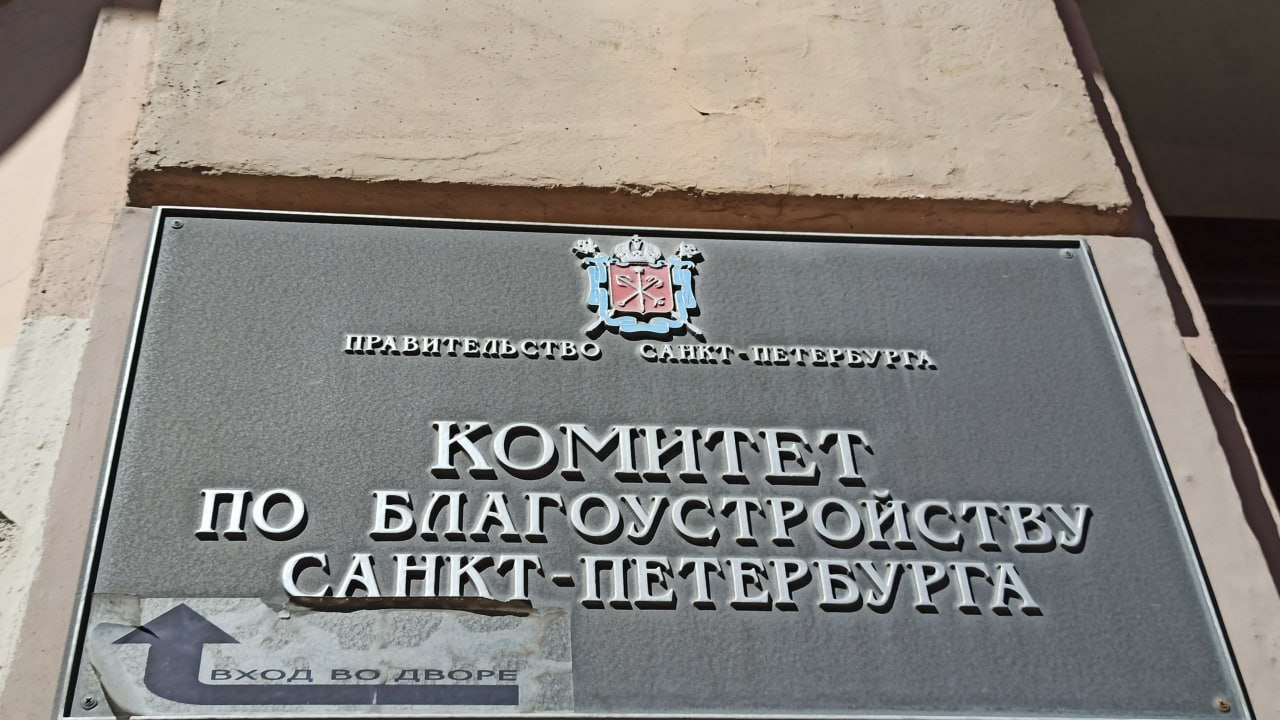 ПРАВИТЕЛЬСТВО САНКТ-ПЕТЕРБУРГА
КОМИТЕТ
ПО БЛАГОУСТРОЙСТВУ
САНКТ-ПЕТЕРБУРГА
ВХОД ВО ДВОРЕ